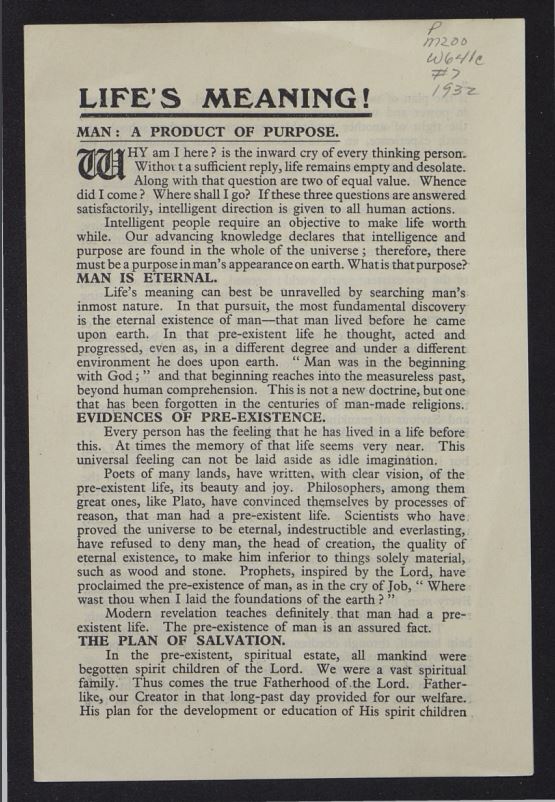 P
M200
W641c
#7
1932
LIFE'S MEANING!
MAN: A PRODUCT OF PURPOSE.
WHY am I here? is the inward cry of every thinking person.
Without a sufficient reply, life remains empty and desolate.
Along with that question are two of equal value. Whence
did I come? Where shall I go? If these three questions are answered
satisfactorily, intelligent direction is given to all human actions.
Intelligent people require an objective to make life worth
while. Our advancing knowledge declares that intelligence and
purpose are found in the whole of the universe; therefore, there
must be a purpose in man's appearance on earth. What is that purpose?
MAN IS ETERNAL.
Life's meaning can best be unravelled by searching man's
inmost nature. In that pursuit, the most fundamental discovery
is the eternal existence of man—that man lived before he came
upon earth. In that pre-existent life he thought, acted and
progressed, even as, in a different degree and under a different
environment he does upon earth. "Man was in the beginning
with God;" and that beginning reaches into the measureless past,
beyond human comprehension. This is not a new doctrine, but one
that has been forgotten in the centuries of man-made religions.
EVIDENCES OF PRE-EXISTENCE.
Every person has the feeling that he has lived in a life before
this. At times the memory of that life seems very near. This
universal feeling can not be laid aside as idle imagination.
Poets of many lands, have written, with clear vision, of the
pre-existent life, its beauty and joy. Philosophers, among them
great ones, like Plato, have convinced themselves by processes of
reason, that man had a pre-existent life. Scientists who have
proved the universe to be eternal, indestructible and everlasting,
have refused to deny man, the head of creation, the quality of
eternal existence, to make him inferior to things solely material,
such as wood and stone. Prophets, inspired by the Lord, have
proclaimed the pre-existence of man, as in the cry of Job, "Where
wast thou when I laid the foundations of the earth?"
Modern revelation teaches definitely that man had a pre-
existent life. The pre-existence of man is an assured fact.
THE PLAN OF SALVATION.
In the pre-existent, spiritual estate, all mankind were
begotten spirit children of the Lord. We were a vast spiritual
family. Thus comes the true Fatherhood of the Lord. Father-
like, our Creator in that long-past day provided for our welfare.
His plan for the development or education of His spirit children